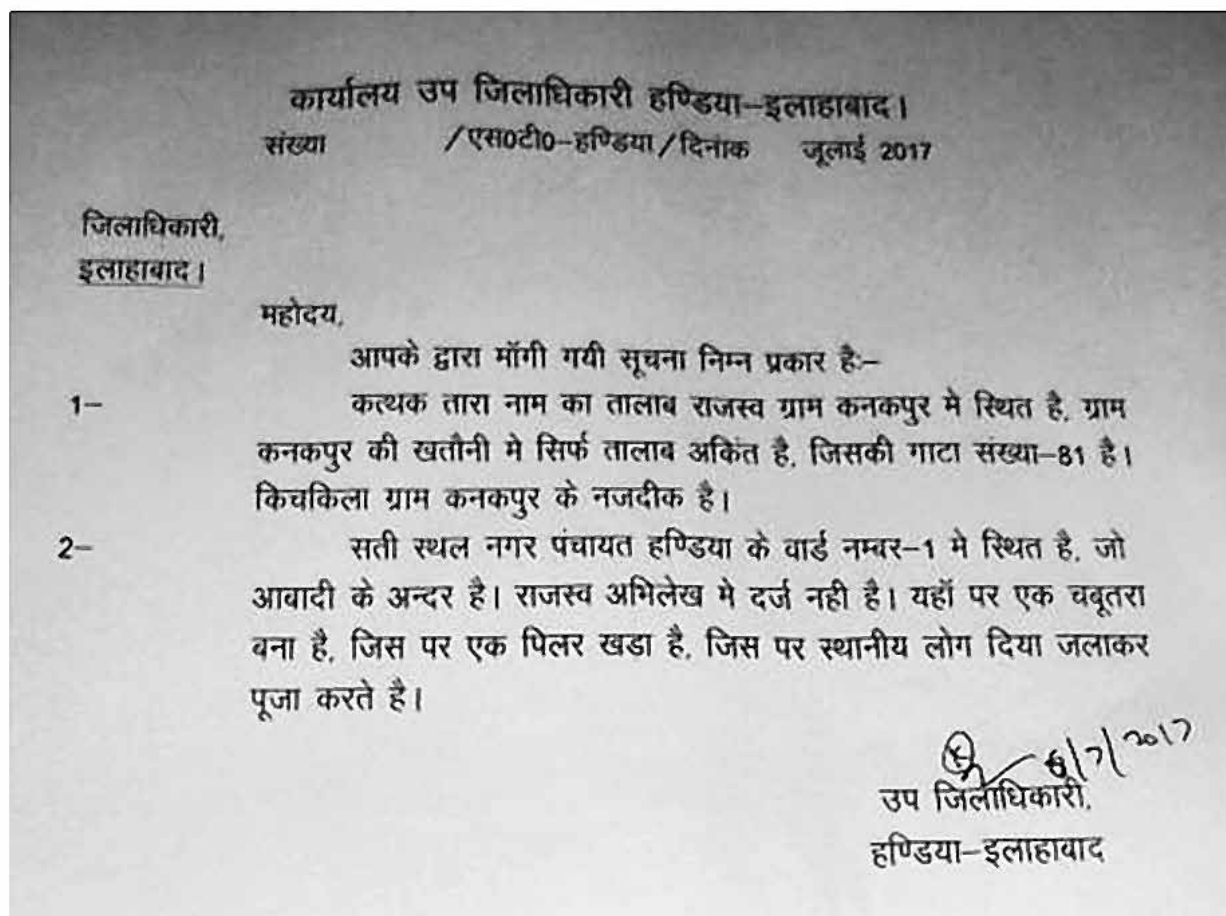 कार्यालय उप जिलाधिकारी हण्डिया–इलाहाबाद।
संख्या /एस0टी0–हण्डिया/दिनांक जूलाई 2017
जिलाधिकारी,
इलाहाबाद।
महोदय,
आपके द्वारा मॉगी गयी सूचना निम्न प्रकार है:–
1– कत्थक तारा नाम का तालाब राजस्व ग्राम कनकपुर मे स्थित है, ग्राम
कनकपुर की खतौनी मे सिर्फ तालाब अकिंत है, जिसकी गाटा संख्या–81 है।
किचकिला ग्राम कनकपुर के नजदीक है।
2– सती स्थल नगर पंचायत हण्डिया के वार्ड नम्बर–1 मे स्थित है, जो
आवादी के अन्दर है। राजस्व अभिलेख मे दर्ज नही है। यहॉ पर एक चबूतरा
बना है, जिस पर एक पिलर खडा है, जिस पर स्थानीय लोग दिया जलाकर
पूजा करते है।
6/7/2017
उप जिलाधिकारी,
हण्डिया–इलाहाबाद